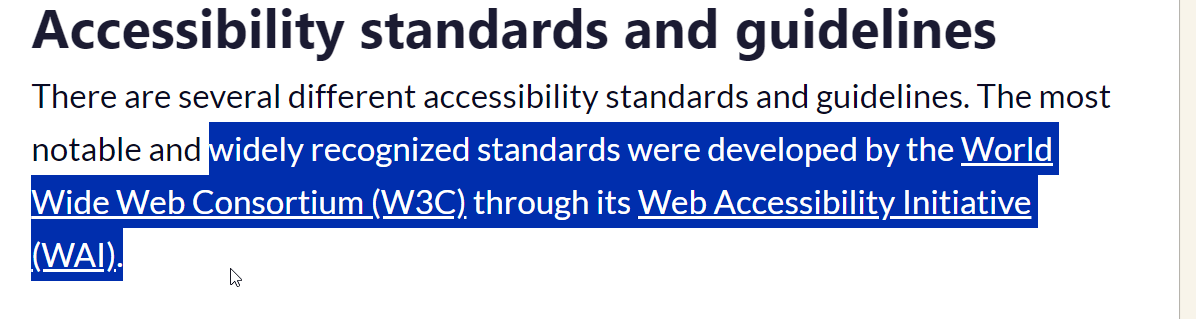 Accessibility standards and guidelines
There are several different accessibility standards and guidelines. The most
notable and widely recognized standards were developed by the World
Wide Web Consortium (W3C) through its Web Accessibility Initiative
(WAI).